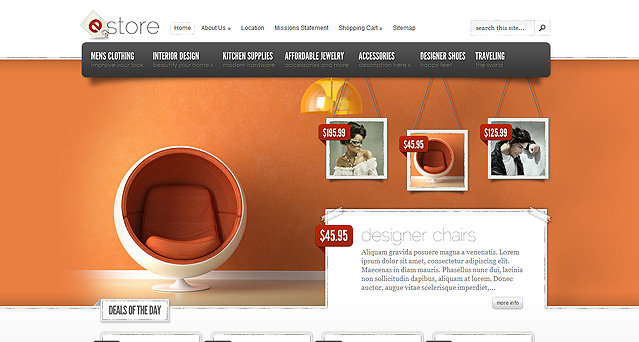 estore
Home About Us » Location Missions Statement Shopping Cart » Sitemap
search this site...
MENS CLOTHING INTERIOR DESIGN KITCHEN SUPPLIES AFFORDABLE JEWELRY ACCESSORIES DESIGNER SHOES TRAVELING
improve your look beautify your home » modern hardware accessories and more description here » happy feet the world
$195.99
$45.95
$125.99
$45.95
designer chairs
Aliquam gravida posuere magna a venenatis. Lorem
ipsum dolor sit amet, consectetur adipiscing elit.
Maecenas in diam mauris. Phasellus nunc dui, lacinia
non sollicitudin dapibus, aliquam at lorem. Donec
auctor, augue vitae scelerisque imperdiet,...
more info
DEALS OF THE DAY